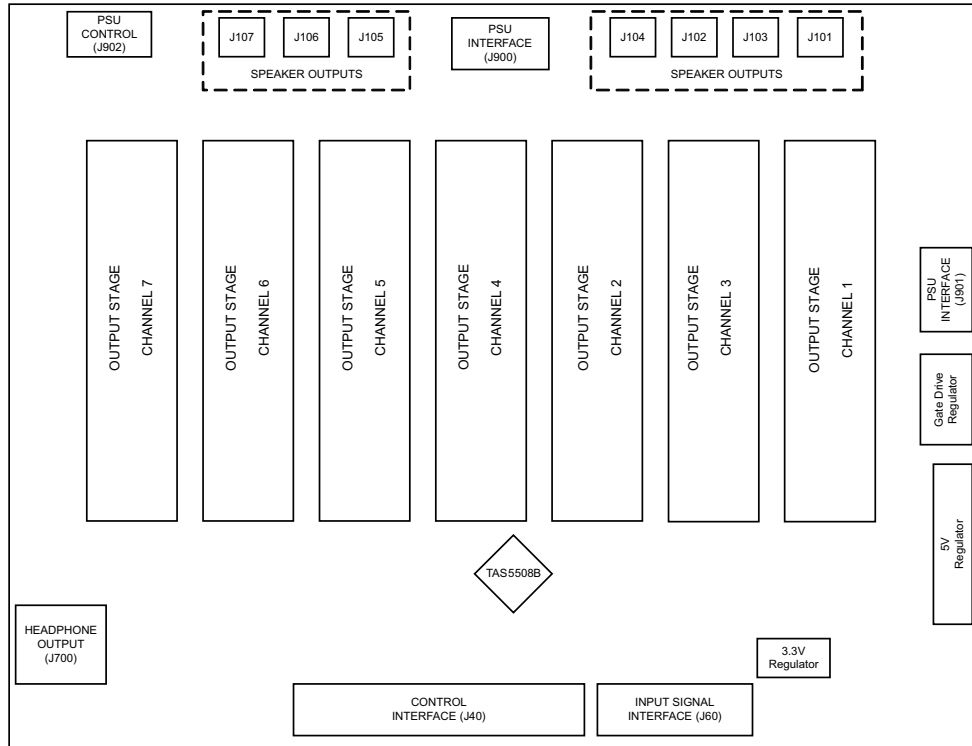 PSU
CONTROL
(J902)
J107
J106
J105
SPEAKER OUTPUTS
PSU
INTERFACE
(J900)
J104
J102
J103
J101
SPEAKER OUTPUTS
OUTPUT STAGE
CHANNEL 7
OUTPUT STAGE
CHANNEL 6
OUTPUT STAGE
CHANNEL 5
OUTPUT STAGE
CHANNEL 4
OUTPUT STAGE
CHANNEL 2
OUTPUT STAGE
CHANNEL 3
OUTPUT STAGE
CHANNEL 1
PSU
INTERFACE
(J901)
Gate Drive
Regulator
5V
Regulator
TAS5508B
HEADPHONE
OUTPUT
(J700)
3.3V
Regulator
CONTROL
INTERFACE (J40)
INPUT SIGNAL
INTERFACE (J60)